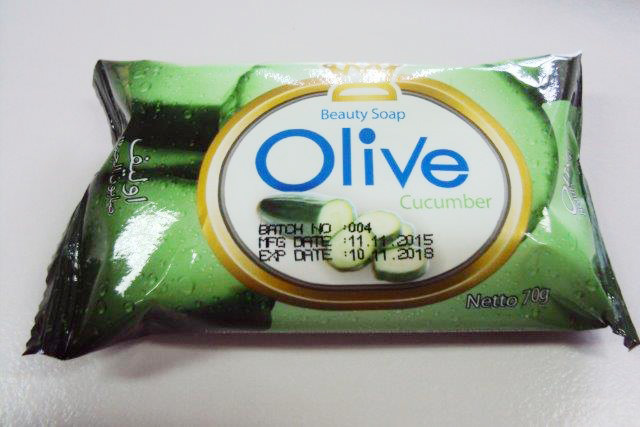 Beauty Soap
Olive
Cucumber
BATCH NO :004
MFG DATE :11.11.2015
EXP DATE :10.11.2018
Netto 70g
اوليف